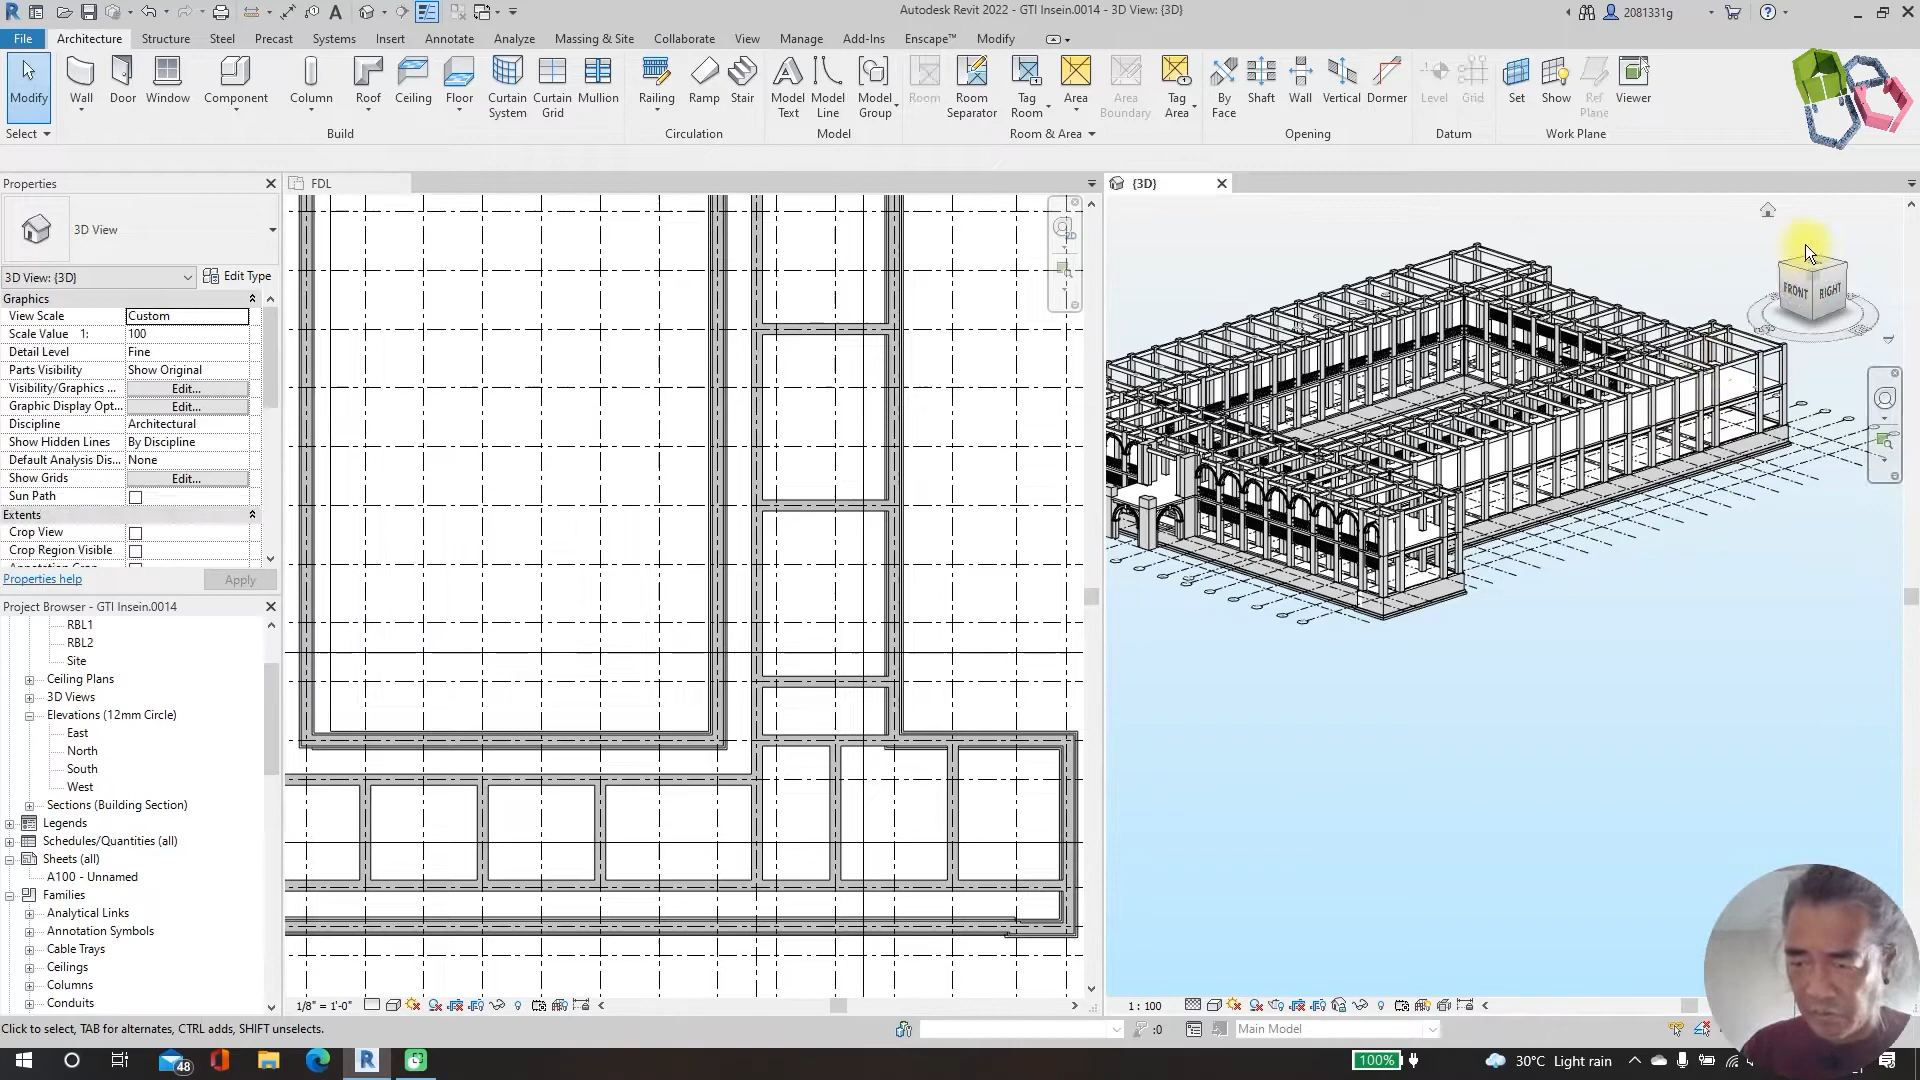 Autodesk Revit 2022 - GTI Insein.0014 - 3D View: {3D}
2081331g
File Architecture Structure Steel Precast Systems Insert Annotate Analyze Massing & Site Collaborate View Manage Add-Ins Enscape™ Modify
Modify
Wall
Door
Window
Component
Column
Roof
Ceiling
Floor
Curtain System
Curtain Grid
Mullion
Railing
Ramp
Stair
Model Text
Model Line
Model Group
Room
Room Separator
Tag Room
Area
Area Boundary
Tag Area
By Face
Shaft
Wall
Vertical
Dormer
Level
Grid
Set
Show
Ref Plane
Viewer
Select
Build
Circulation
Model
Room & Area
Opening
Datum
Work Plane
Properties
FDL
{3D}
3D View
3D View: {3D}
Edit Type
Graphics
View Scale Custom
Scale Value 1: 100
Detail Level Fine
Parts Visibility Show Original
Visibility/Graphics ... Edit...
Graphic Display Opt... Edit...
Discipline Architectural
Show Hidden Lines By Discipline
Default Analysis Dis... None
Show Grids Edit...
Sun Path
Extents
Crop View
Crop Region Visible
Properties help
Apply
Project Browser - GTI Insein.0014
RBL1
RBL2
Site
Ceiling Plans
3D Views
Elevations (12mm Circle)
East
North
South
West
Sections (Building Section)
Legends
Schedules/Quantities (all)
Sheets (all)
A100 - Unnamed
Families
Analytical Links
Annotation Symbols
Cable Trays
Ceilings
Columns
Conduits
2D
FRONT
RIGHT
1/8" = 1'-0"
1 : 100
Click to select, TAB for alternates, CTRL adds, SHIFT unselects.
:0
Main Model
48
100%
30°C Light rain